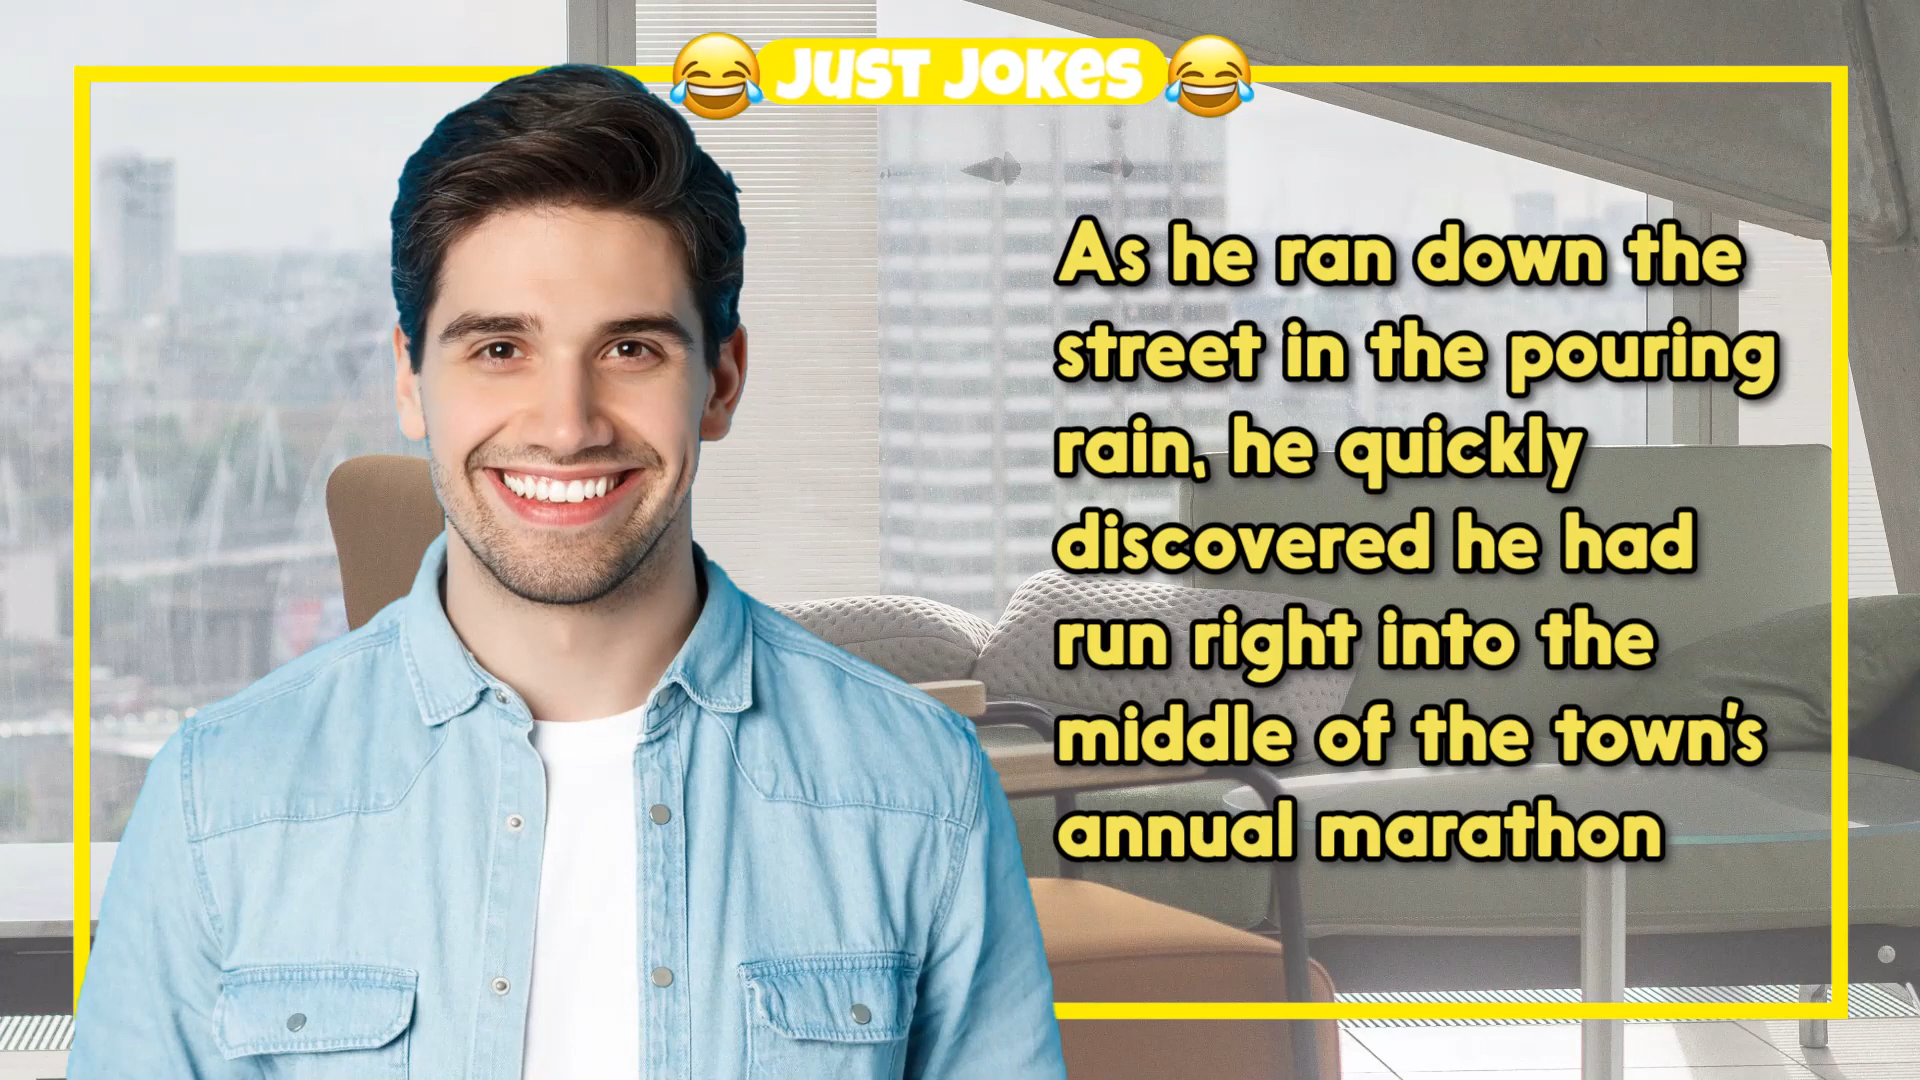 JUST JOKES
As he ran down the
street in the pouring
rain, he quickly
discovered he had
run right into the
middle of the town's
annual marathon